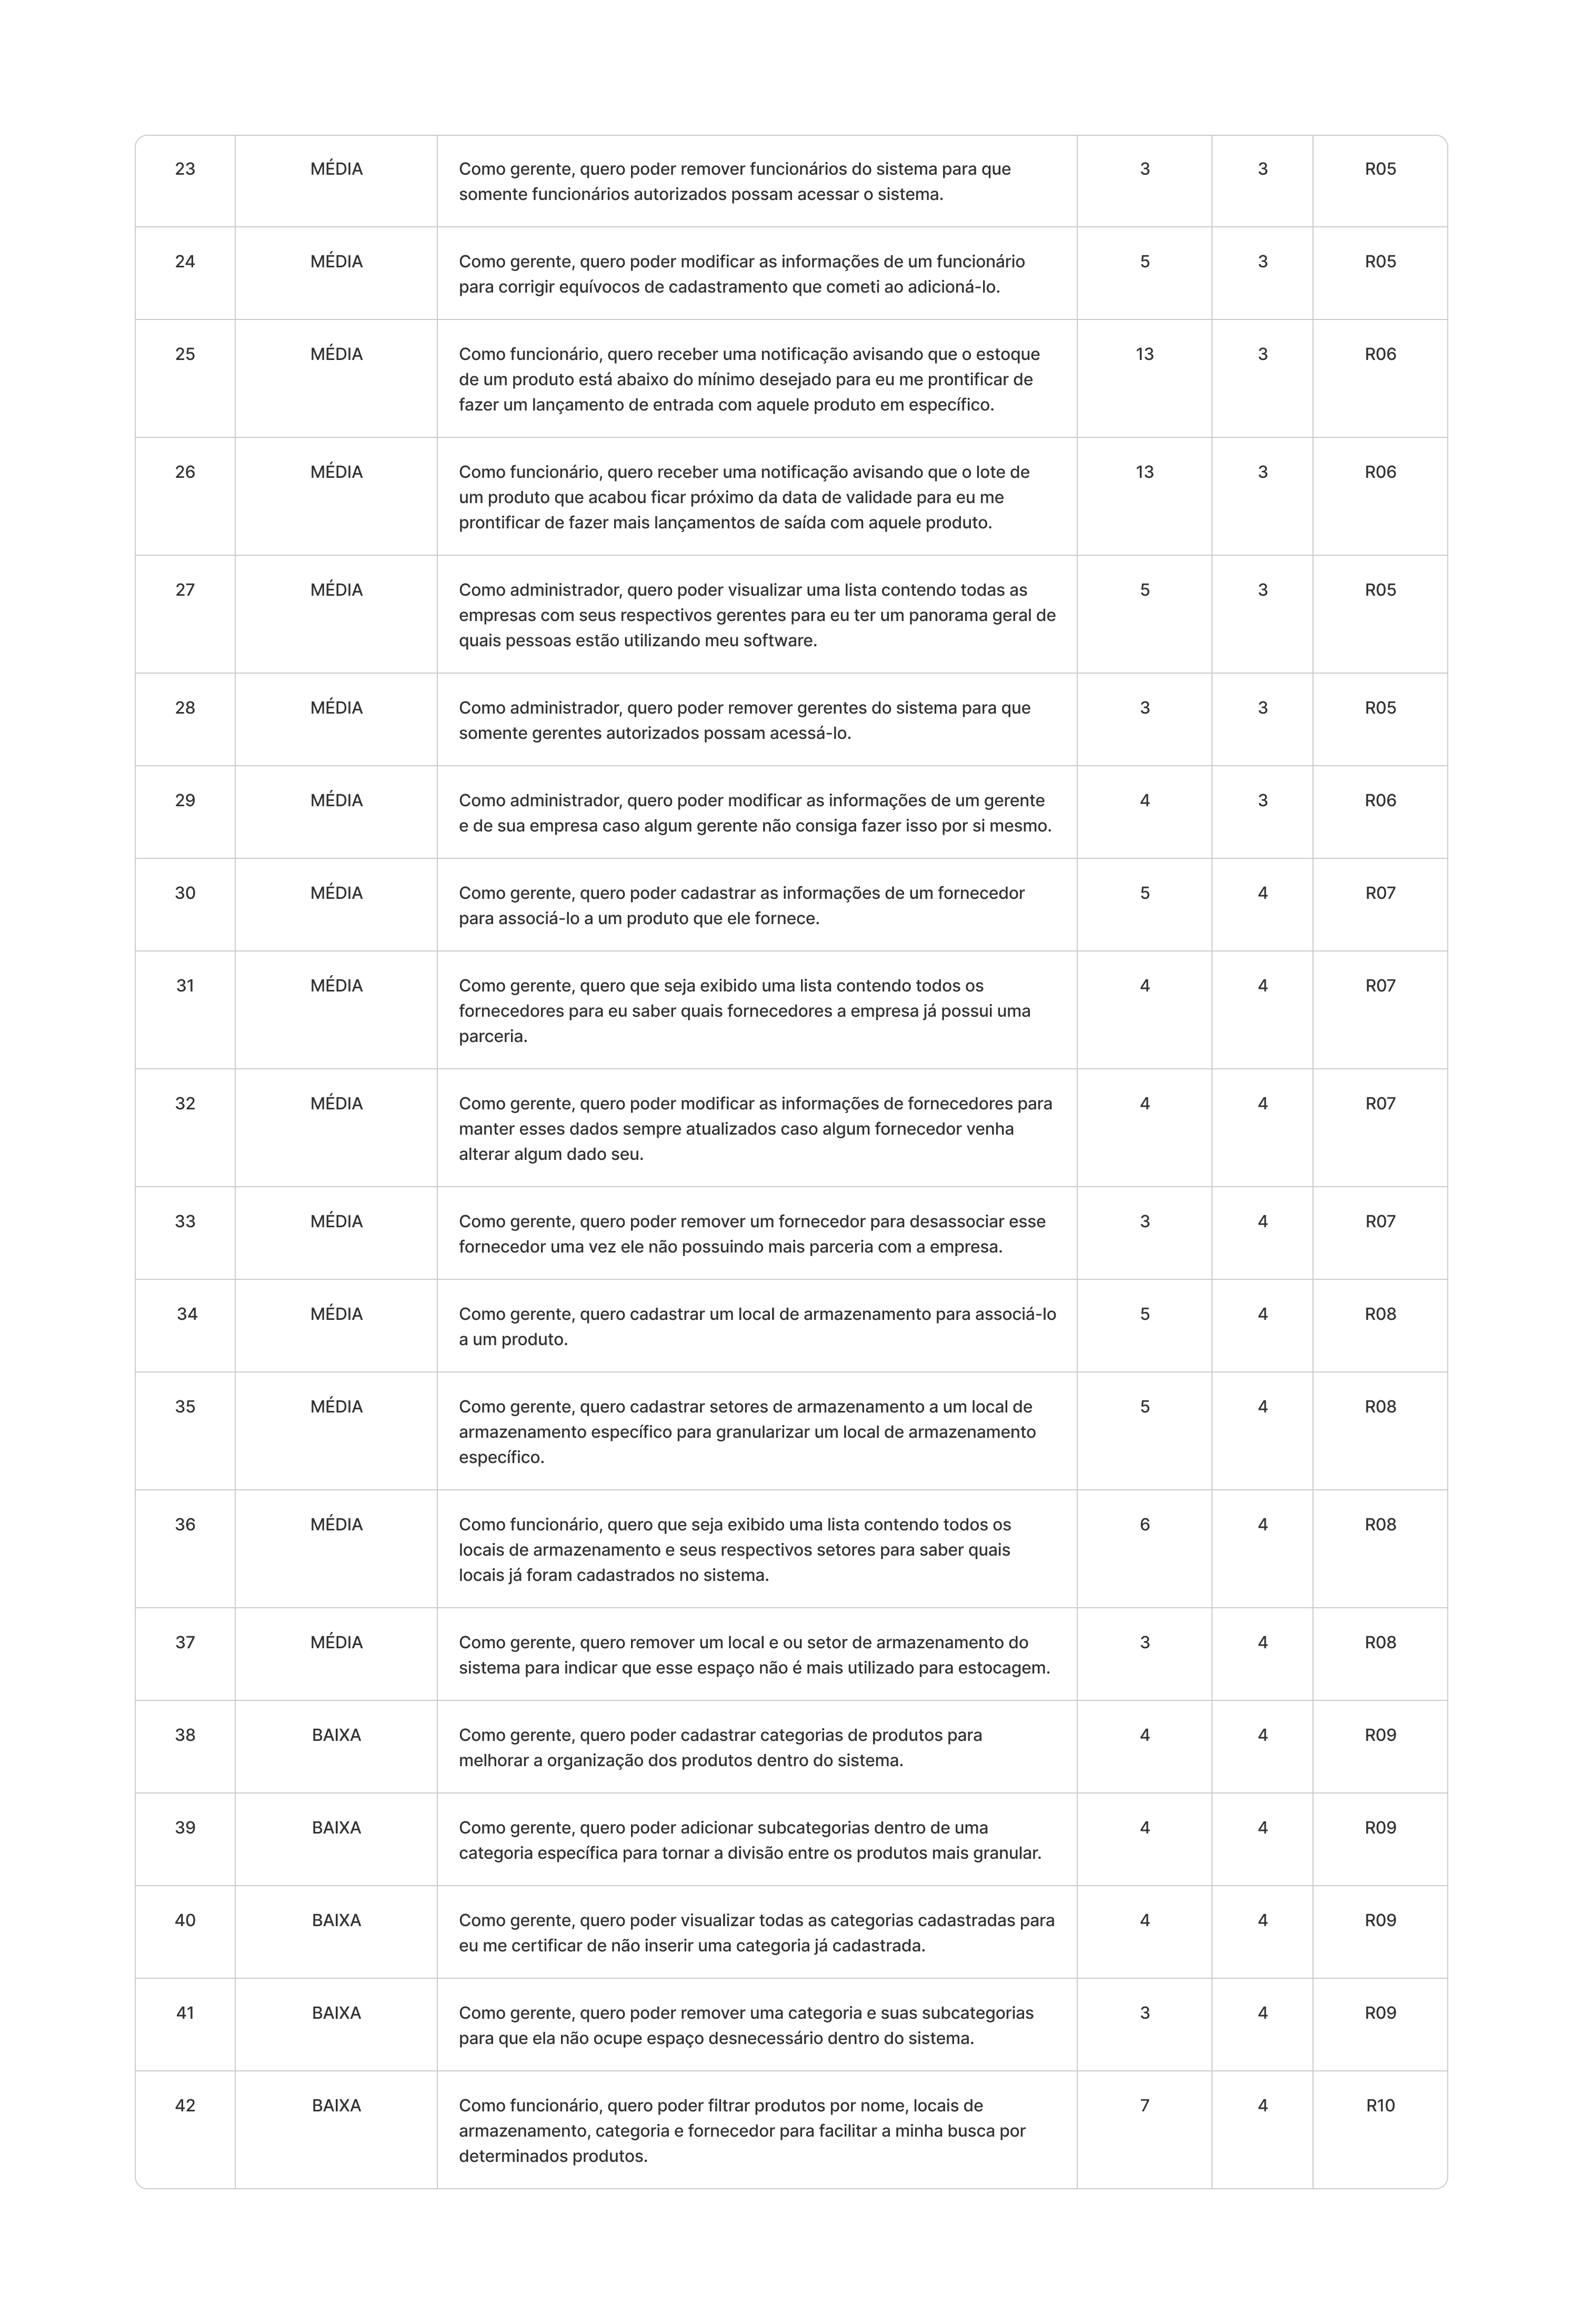 23 MÉDIA Como gerente, quero poder remover funcionários do sistema para que 3 3 R05
somente funcionários autorizados possam acessar o sistema.
24 MÉDIA Como gerente, quero poder modificar as informações de um funcionário 5 3 R05
para corrigir equívocos de cadastramento que cometi ao adicioná-lo.
25 MÉDIA Como funcionário, quero receber uma notificação avisando que o estoque 13 3 R06
de um produto está abaixo do mínimo desejado para eu me prontificar de
fazer um lançamento de entrada com aquele produto em específico.
26 MÉDIA Como funcionário, quero receber uma notificação avisando que o lote de 13 3 R06
um produto que acabou ficar próximo da data de validade para eu me
prontificar de fazer mais lançamentos de saída com aquele produto.
27 MÉDIA Como administrador, quero poder visualizar uma lista contendo todas as 5 3 R05
empresas com seus respectivos gerentes para eu ter um panorama geral de
quais pessoas estão utilizando meu software.
28 MÉDIA Como administrador, quero poder remover gerentes do sistema para que 3 3 R05
somente gerentes autorizados possam acessá-lo.
29 MÉDIA Como administrador, quero poder modificar as informações de um gerente 4 3 R06
e de sua empresa caso algum gerente não consiga fazer isso por si mesmo.
30 MÉDIA Como gerente, quero poder cadastrar as informações de um fornecedor 5 4 R07
para associá-lo a um produto que ele fornece.
31 MÉDIA Como gerente, quero que seja exibido uma lista contendo todos os 4 4 R07
fornecedores para eu saber quais fornecedores a empresa já possui uma
parceria.
32 MÉDIA Como gerente, quero poder modificar as informações de fornecedores para 4 4 R07
manter esses dados sempre atualizados caso algum fornecedor venha
alterar algum dado seu.
33 MÉDIA Como gerente, quero poder remover um fornecedor para desassociar esse 3 4 R07
fornecedor uma vez ele não possuindo mais parceria com a empresa.
34 MÉDIA Como gerente, quero cadastrar um local de armazenamento para associá-lo 5 4 R08
a um produto.
35 MÉDIA Como gerente, quero cadastrar setores de armazenamento a um local de 5 4 R08
armazenamento específico para granularizar um local de armazenamento
específico.
36 MÉDIA Como funcionário, quero que seja exibido uma lista contendo todos os 6 4 R08
locais de armazenamento e seus respectivos setores para saber quais
locais já foram cadastrados no sistema.
37 MÉDIA Como gerente, quero remover um local e ou setor de armazenamento do 3 4 R08
sistema para indicar que esse espaço não é mais utilizado para estocagem.
38 BAIXA Como gerente, quero poder cadastrar categorias de produtos para 4 4 R09
melhorar a organização dos produtos dentro do sistema.
39 BAIXA Como gerente, quero poder adicionar subcategorias dentro de uma 4 4 R09
categoria específica para tornar a divisão entre os produtos mais granular.
40 BAIXA Como gerente, quero poder visualizar todas as categorias cadastradas para 4 4 R09
eu me certificar de não inserir uma categoria já cadastrada.
41 BAIXA Como gerente, quero poder remover uma categoria e suas subcategorias 3 4 R09
para que ela não ocupe espaço desnecessário dentro do sistema.
42 BAIXA Como funcionário, quero poder filtrar produtos por nome, locais de 7 4 R10
armazenamento, categoria e fornecedor para facilitar a minha busca por
determinados produtos.